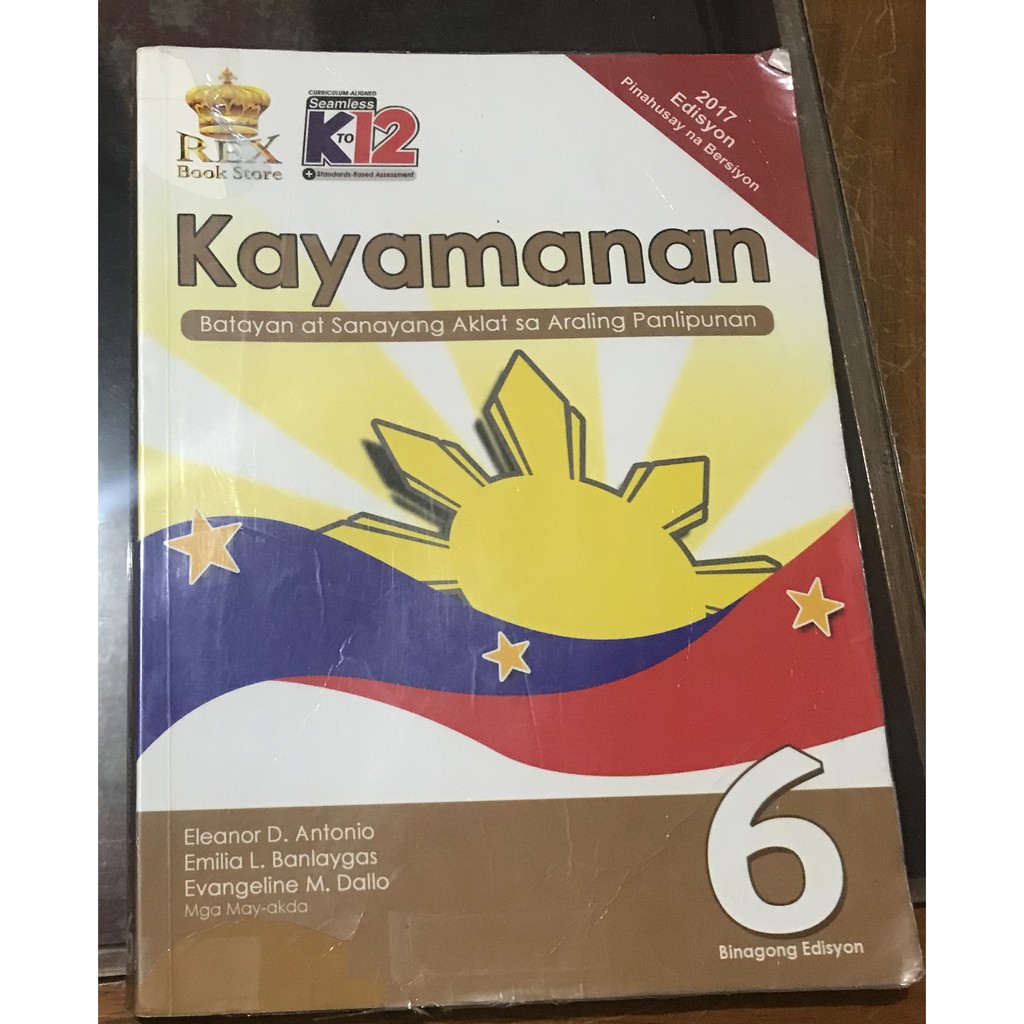 REX
Book Store
CURRICULUM-ALIGNED
Seamless
K TO 12
+ Standards-Based Assessment
2017
Edisyon
Pinahusay na Bersiyon
Kayamanan
Batayan at Sanayang Aklat sa Araling Panlipunan
Eleanor D. Antonio
Emilia L. Banlaygas
Evangeline M. Dallo
Mga May-akda
6
Binagong Edisyon